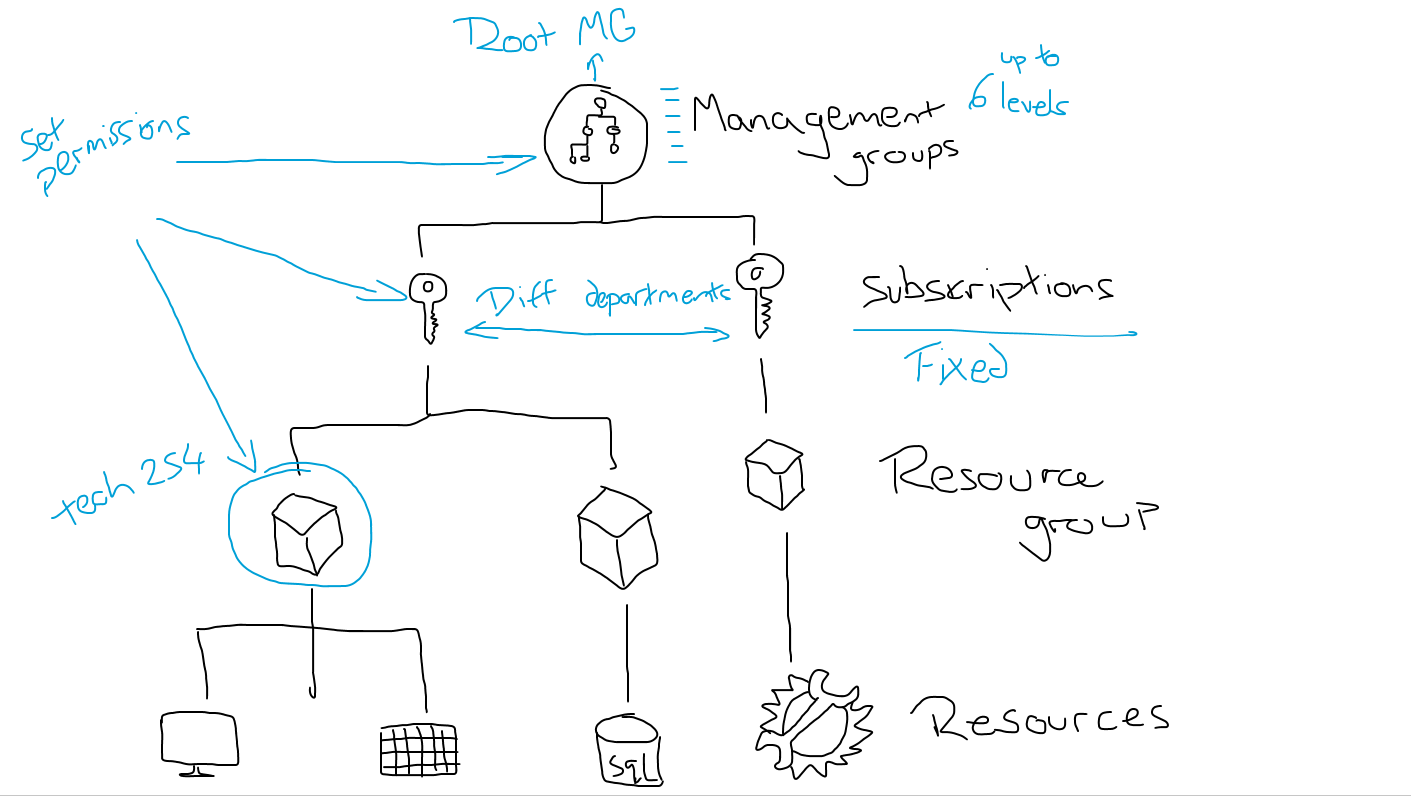 Root MG
up to
6 levels
Management
groups
set
permissions
Diff departments
Subscriptions
Fixed
tech 254
Resource
group
Resources
sql